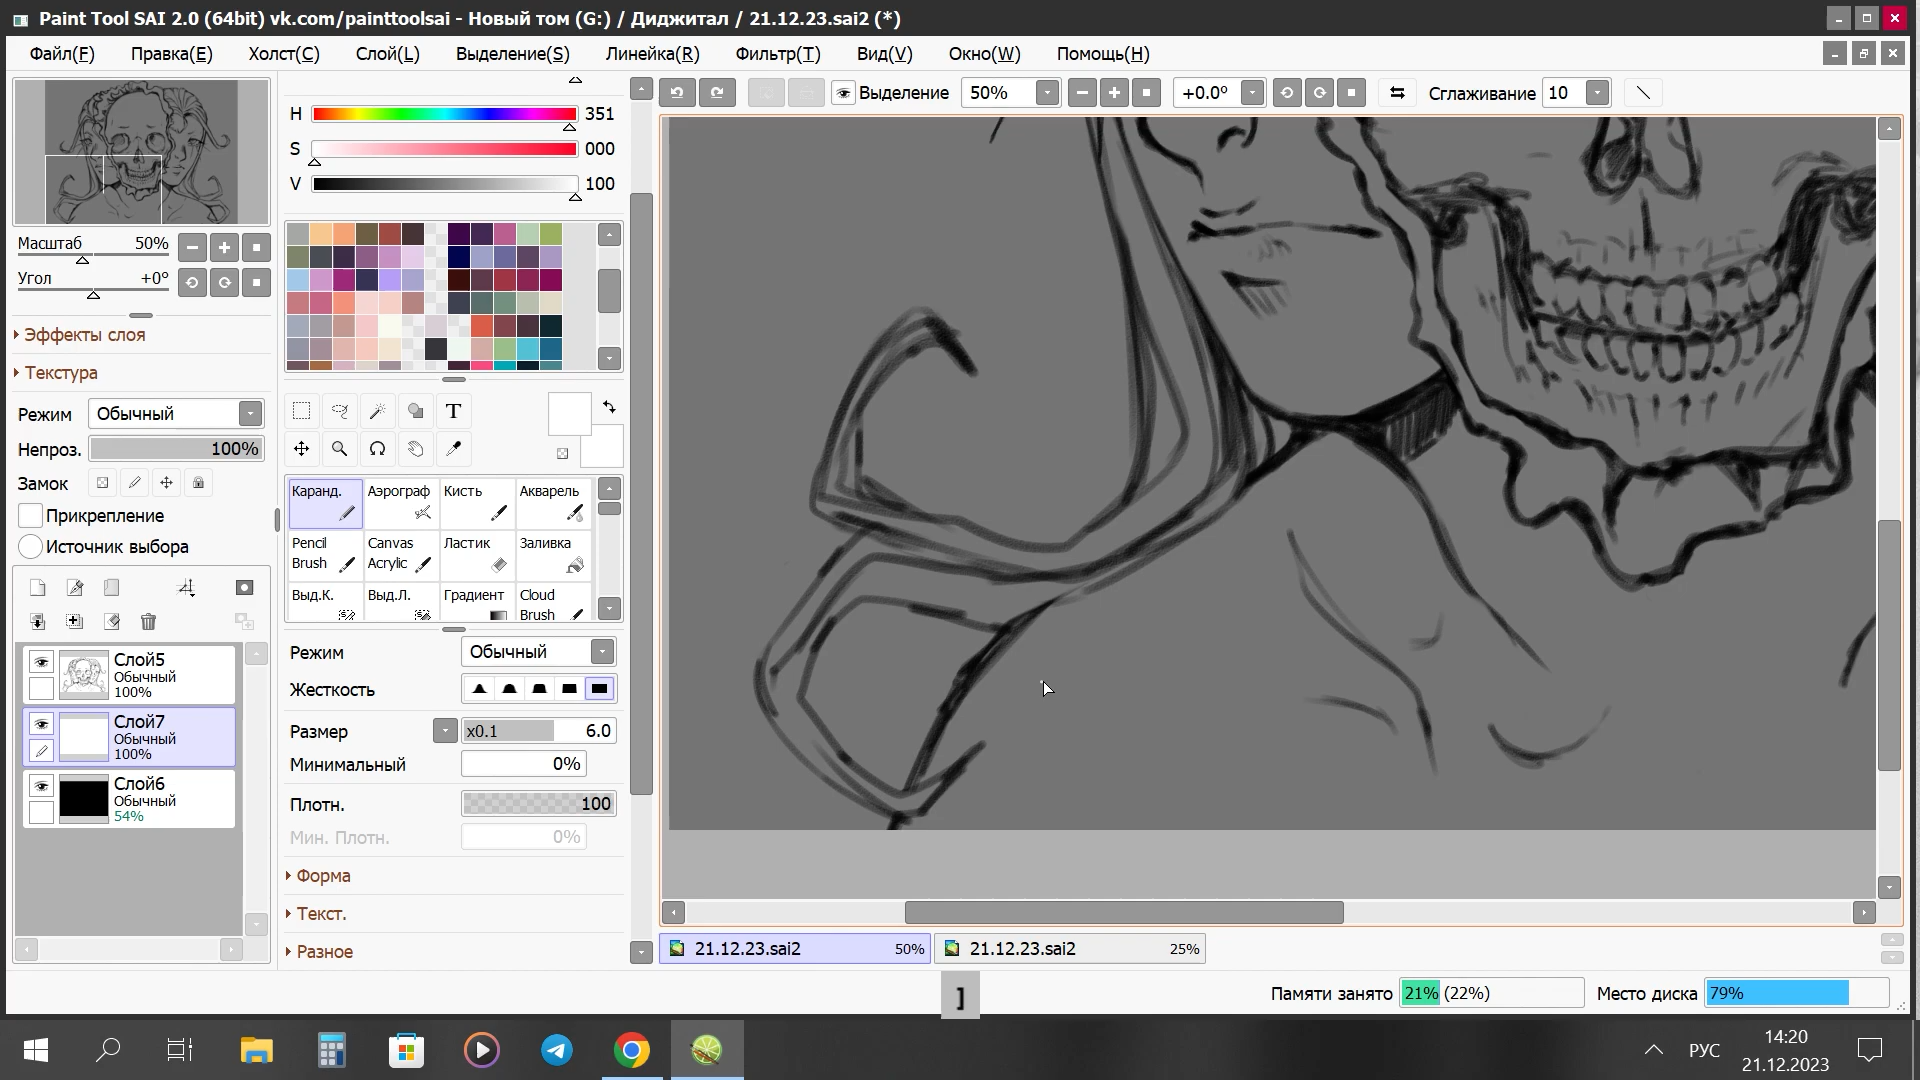 Paint Tool SAI 2.0 (64bit) vk.com/painttoolsai - Новый том (G:) / Диджитал / 21.12.23.sai2 (*)
Файл(F) Правка(E) Холст(C) Слой(L) Выделение(S) Линейка(R) Фильтр(T) Вид(V) Окно(W) Помощь(H)
Выделение 50% +0.0º Сглаживание 10
H 351
S 000
V 100
Масштаб 50%
Угол +0º
Эффекты слоя
Текстура
Режим Обычный
Непроз. 100%
Замок
Прикрепление
Источник выбора
Слой5
Обычный
100%
Слой7
Обычный
100%
Слой6
Обычный
54%
T
Каранд. Аэрограф Кисть Акварель
Pencil Brush Canvas Acrylic Ластик Заливка
Выд.К. Выд.Л. Градиент Cloud Brush
Режим Обычный
Жесткость
Размер x0.1 6.0
Минимальный 0%
Плотн. 100
Мин. Плотн. 0%
Форма
Текст.
Разное
21.12.23.sai2 50% 21.12.23.sai2 25%
]
Памяти занято 21% (22%) Место диска 79%
РУС
14:20
21.12.2023